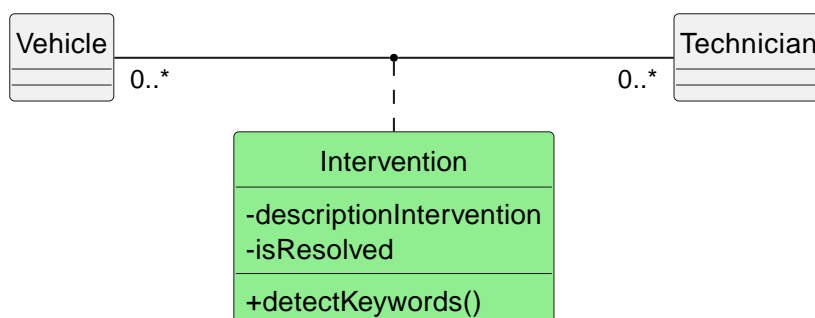 Vehicle
Technician
0..*
0..*
Intervention
-descriptionIntervention
-isResolved
+detectKeywords()